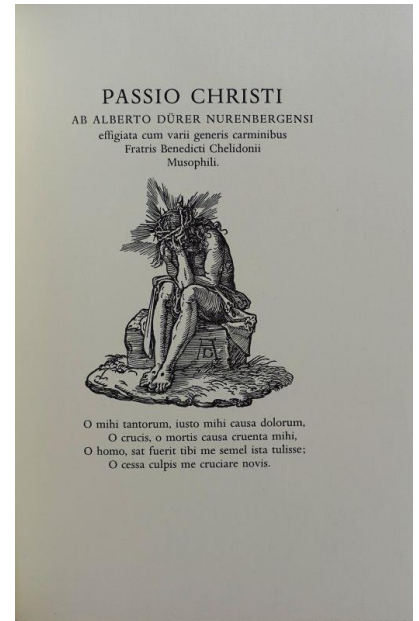 PASSIO CHRISTI
AB ALBERTO DÜRER NURENBERGENSI
effigiata cum varii generis carminibus
Fratris Benedicti Chelidonii
Musophili.
AD
O mihi tantorum, iusto mihi causa dolorum,
O crucis, o mortis causa cruenta mihi,
O homo, sat fuerit tibi me semel ista tulisse;
O cessa culpis me cruciare novis.